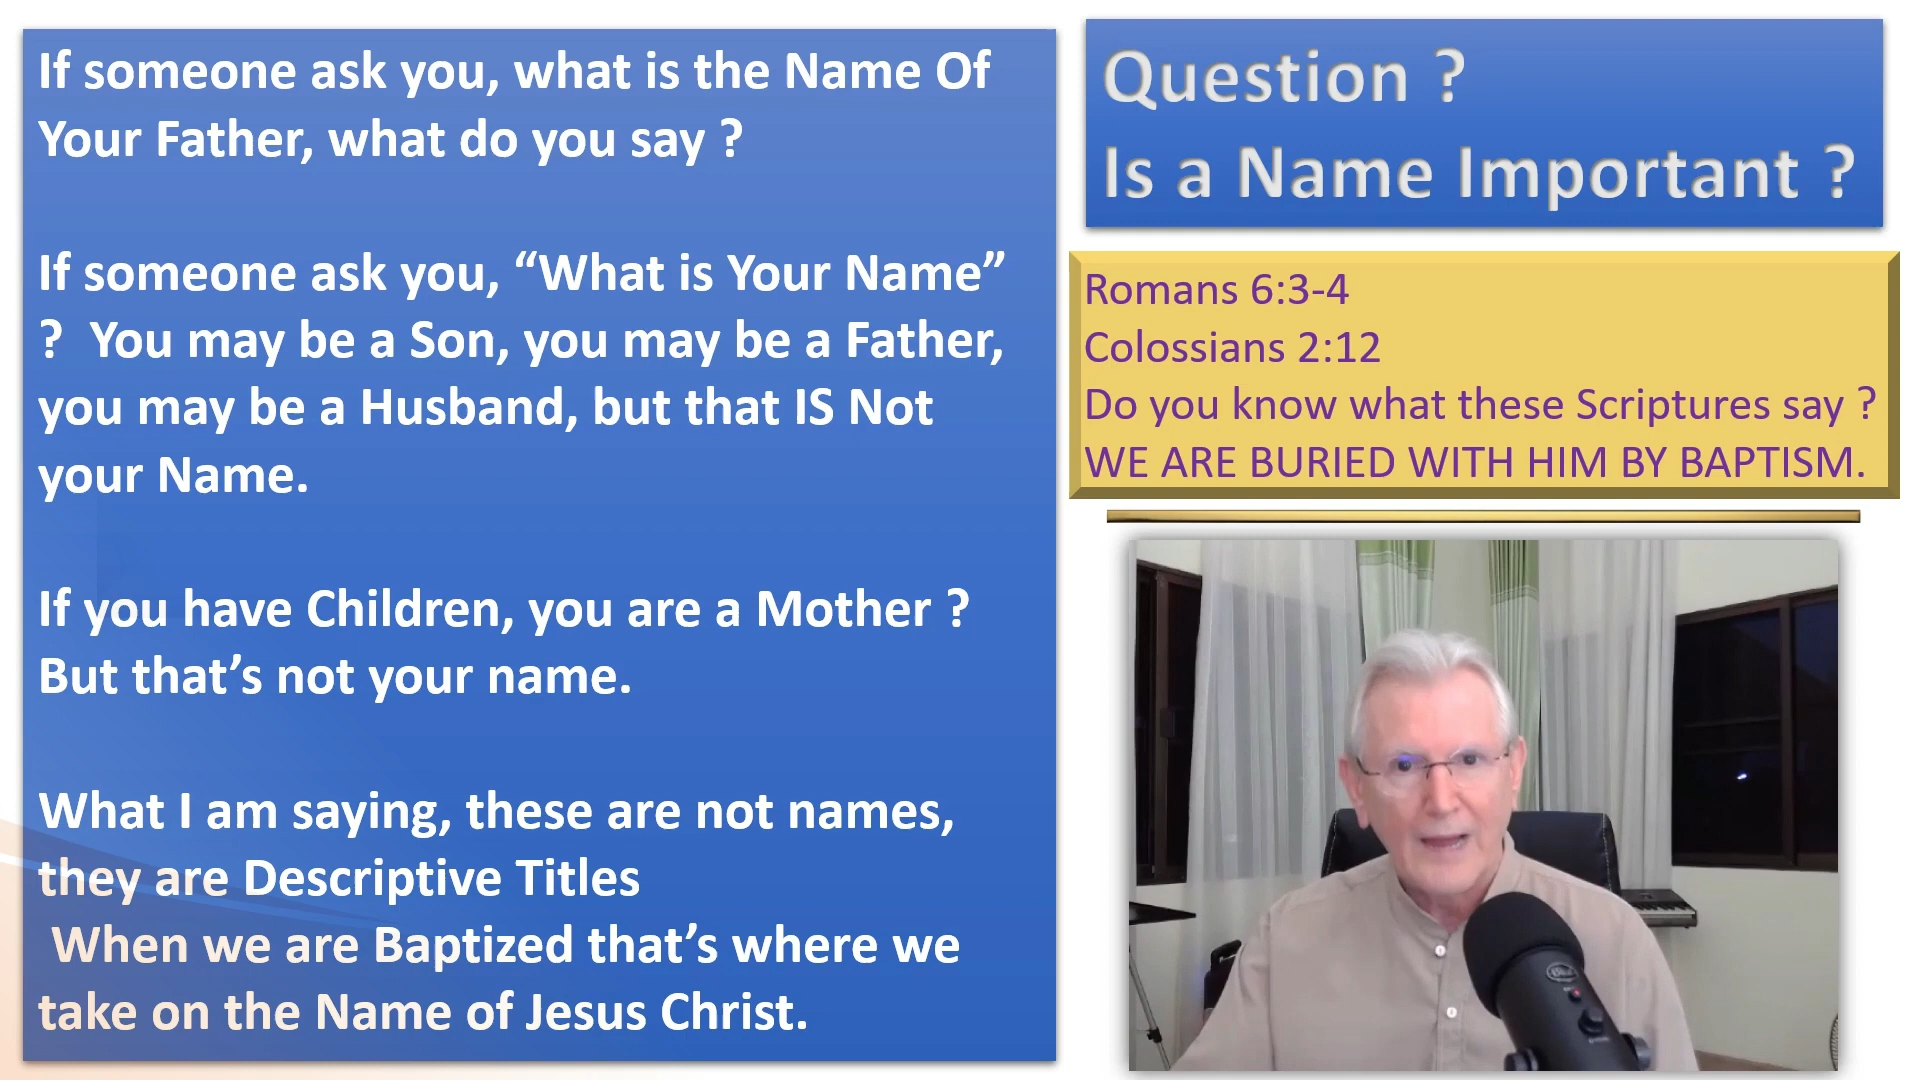 If someone ask you, what is the Name Of
Your Father, what do you say ?
If someone ask you, “What is Your Name”
? You may be a Son, you may be a Father,
you may be a Husband, but that IS Not
your Name.
If you have Children, you are a Mother ?
But that’s not your name.
What I am saying, these are not names,
they are Descriptive Titles
When we are Baptized that’s where we
take on the Name of Jesus Christ.
Question ?
Is a Name Important ?
Romans 6:3-4
Colossians 2:12
Do you know what these Scriptures say ?
WE ARE BURIED WITH HIM BY BAPTISM.